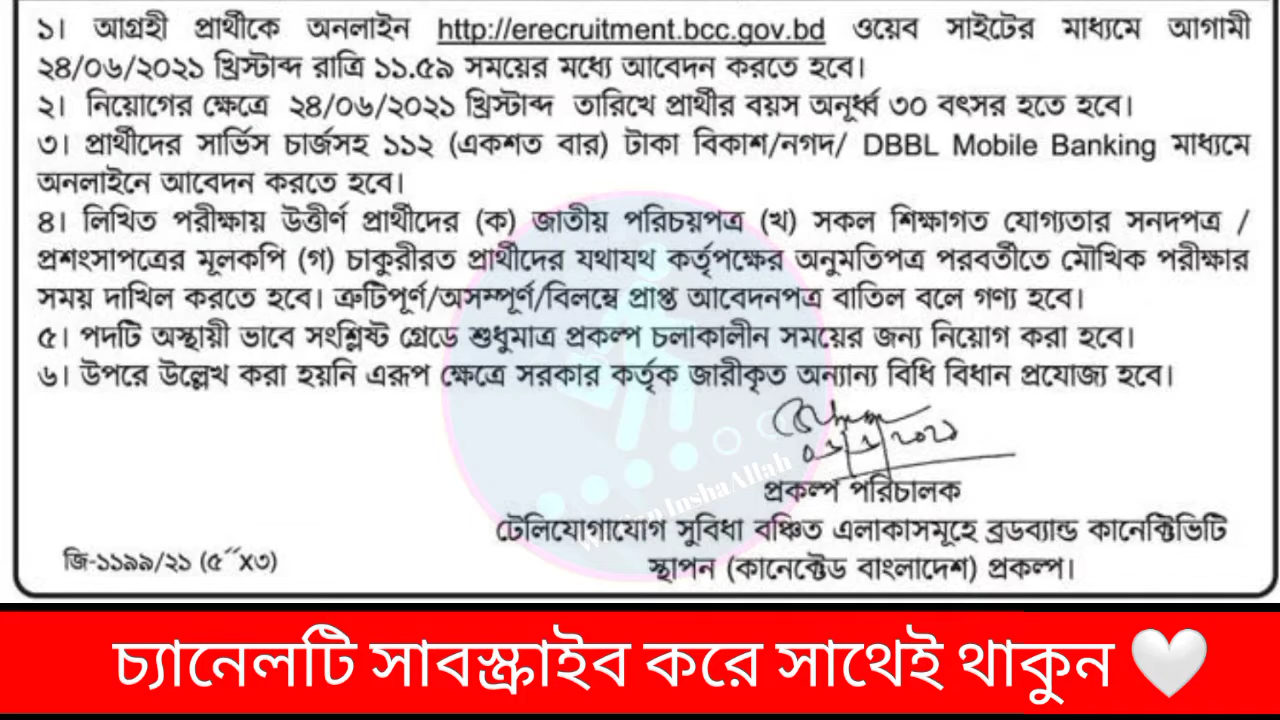 ১। আগ্রহী প্রার্থীকে অনলাইন http://erecruitment.bcc.gov.bd ওয়েব সাইটের মাধ্যমে আগামী
২৪/০৬/২০২১ খ্রিস্টাব্দ রাত্রি ১১.৫৯ সময়ের মধ্যে আবেদন করতে হবে।
২। নিয়োগের ক্ষেত্রে ২৪/০৬/২০২১ খ্রিস্টাব্দ তারিখে প্রার্থীর বয়স অনূর্ধ্ব ৩০ বৎসর হতে হবে।
৩। প্রার্থীদের সার্ভিস চার্জসহ ১১২ (একশত বার) টাকা বিকাশ/নগদ/ DBBL Mobile Banking মাধ্যমে
অনলাইনে আবেদন করতে হবে।
৪। লিখিত পরীক্ষায় উত্তীর্ণ প্রার্থীদের (ক) জাতীয় পরিচয়পত্র (খ) সকল শিক্ষাগত যোগ্যতার সনদপত্র /
প্রশংসাপত্রের মূলকপি (গ) চাকুরীরত প্রার্থীদের যথাযথ কর্তৃপক্ষের অনুমতিপত্র পরবর্তীতে মৌখিক পরীক্ষার
সময় দাখিল করতে হবে। ত্রুটিপূর্ণ/অসম্পূর্ণ/বিলম্বে প্রাপ্ত আবেদনপত্র বাতিল বলে গণ্য হবে।
৫। পদটি অস্থায়ী ভাবে সংশ্লিষ্ট গ্রেডে শুধুমাত্র প্রকল্প চলাকালীন সময়ের জন্য নিয়োগ করা হবে।
৬। উপরে উল্লেখ করা হয়নি এরূপ ক্ষেত্রে সরকার কর্তৃক জারীকৃত অন্যান্য বিধি বিধান প্রযোজ্য হবে।
প্রকল্প পরিচালক
টেলিযোগাযোগ সুবিধা বঞ্চিত এলাকাসমূহে ব্রডব্যান্ড কানেক্টিভিটি
স্থাপন (কানেক্টেড বাংলাদেশ) প্রকল্প।
জি-১১৯৯/২১ (৫˝X৩)
InshaAllah
চ্যানেলটি সাবস্ক্রাইব করে সাথেই থাকুন 🤍